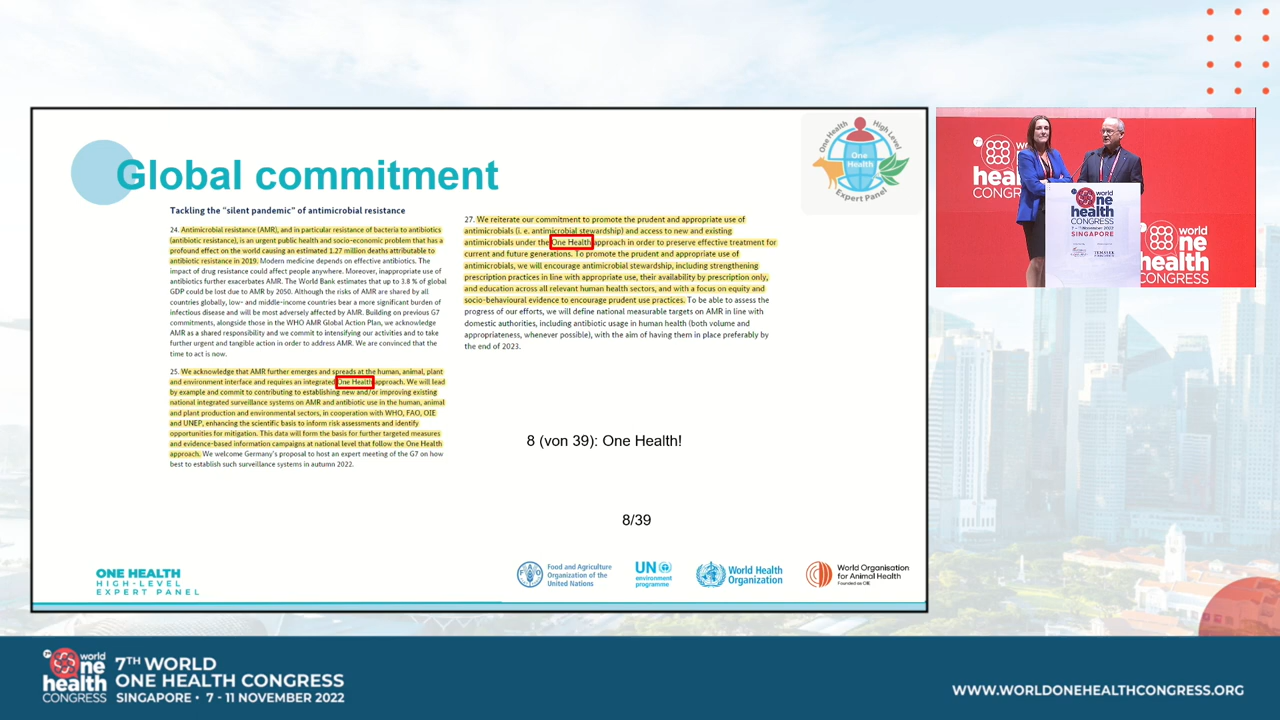 Global commitment
One Health High Level
One
Health
Expert Panel
Tackling the “silent pandemic” of antimicrobial resistance
24. Antimicrobial resistance (AMR), and in particular resistance of bacteria to antibiotics
(antibiotic resistance), is an urgent public health and socio-economic problem that has a
profound effect on the world causing an estimated 1.27 million deaths attributable to
antibiotic resistance in 2019. Modern medicine depends on effective antibiotics. The
impact of drug resistance could affect people anywhere. Moreover, inappropriate use of
antibiotics further exacerbates AMR. The World Bank estimates that up to 3.8 % of global
GDP could be lost due to AMR by 2050. Although the risks of AMR are shared by all
countries globally, low- and middle-income countries bear a more significant burden of
infectious disease and will be most adversely affected by AMR. Building on previous G7
commitments, alongside those in the WHO AMR Global Action Plan, we acknowledge
AMR as a shared responsibility and we commit to intensifying our activities and to take
further urgent and tangible action in order to address AMR. We are convinced that the
time to act is now.
25. We acknowledge that AMR further emerges and spreads at the human, animal, plant
and environment interface and requires an integrated One Health approach. We will lead
by example and commit to contributing to establishing new and/or improving existing
national integrated surveillance systems on AMR and antibiotic use in the human, animal
and plant production and environmental sectors, in cooperation with WHO, FAO, OIE
and UNEP, enhancing the scientific basis to inform risk assessments and identify
opportunities for mitigation. This data will form the basis for further targeted measures
and evidence-based information campaigns at national level that follow the One Health
approach. We welcome Germany's proposal to host an expert meeting of the G7 on how
best to establish such surveillance systems in autumn 2022.
27. We reiterate our commitment to promote the prudent and appropriate use of
antimicrobials (i. e. antimicrobial stewardship) and access to new and existing
antimicrobials under the One Health approach in order to preserve effective treatment for
current and future generations. To promote the prudent and appropriate use of
antimicrobials, we will encourage antimicrobial stewardship, including strengthening
prescription practices in line with appropriate use, their availability by prescription only,
and education across all relevant human health sectors, and with a focus on equity and
socio-behavioural evidence to encourage prudent use practices. To be able to assess the
progress of our efforts, we will define national measurable targets on AMR in line with
domestic authorities, including antibiotic usage in human health (both volume and
appropriateness, whenever possible), with the aim of having them in place preferably by
the end of 2023.
8 (von 39): One Health!
8/39
ONE HEALTH
HIGH-LEVEL
EXPERT PANEL
FAO
Food and Agriculture
Organization of the
United Nations
UN
environment
programme
World Health
Organization
World Organisation
for Animal Health
Founded as OIE
world
one
health
CONGRESS
SINGAPORE
7 - 11 November 2022
health
CONGRESS
world
one
health
CONGRESS
7TH WORLD
ONE HEALTH CONGRESS
SINGAPORE • 7 - 11 NOVEMBER 2022
WWW.WORLDONEHEALTHCONGRESS.ORG